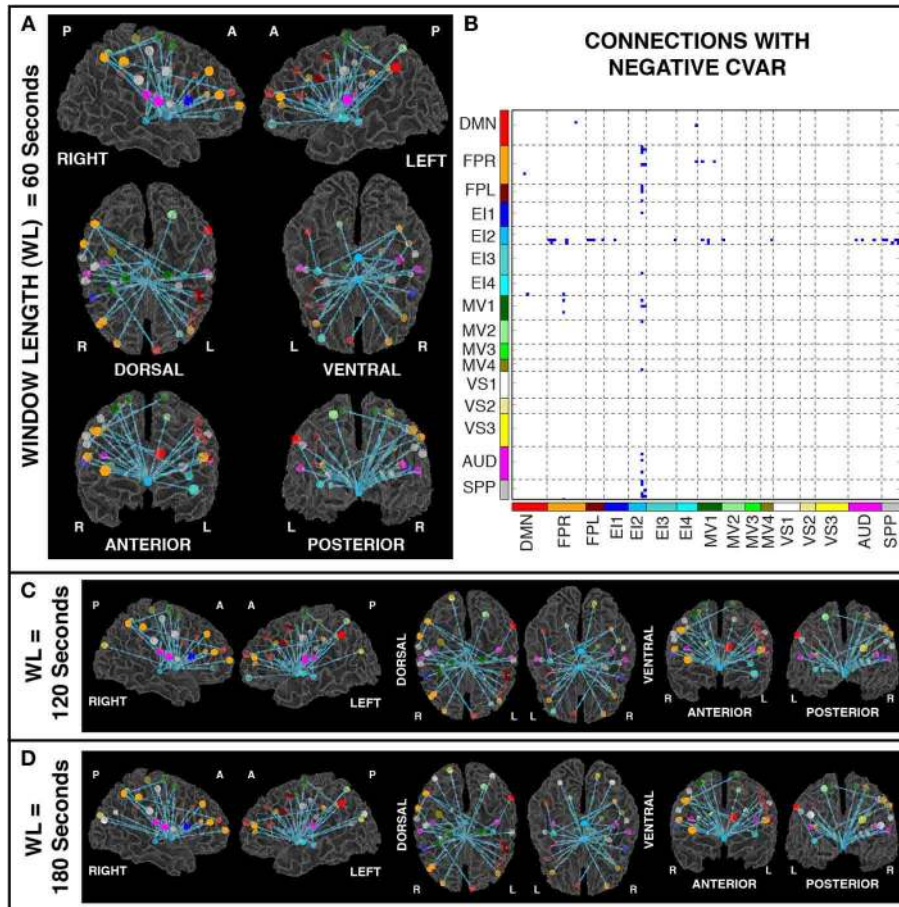 A
P
A
A
P
RIGHT
LEFT
WINDOW LENGTH (WL) = 60 Seconds
R
L
L
R
DORSAL
VENTRAL
R
L
L
R
ANTERIOR
POSTERIOR
B
CONNECTIONS WITH
NEGATIVE CVAR
DMN
FPR
FPL
EI1
EI2
EI3
EI4
MV1
MV2
MV3
MV4
VS1
VS2
VS3
AUD
SPP
DMN
FPR
FPL
EI1
EI2
EI3
EI4
MV1
MV2
MV3
MV4
VS1
VS2
VS3
AUD
SPP
C
WL =
120 Seconds
P
A
A
P
RIGHT
LEFT
DORSAL
R
L
L
R
VENTRAL
R
L
L
R
ANTERIOR
POSTERIOR
D
WL =
180 Seconds
P
A
A
P
RIGHT
LEFT
DORSAL
R
L
L
R
VENTRAL
R
L
L
R
ANTERIOR
POSTERIOR